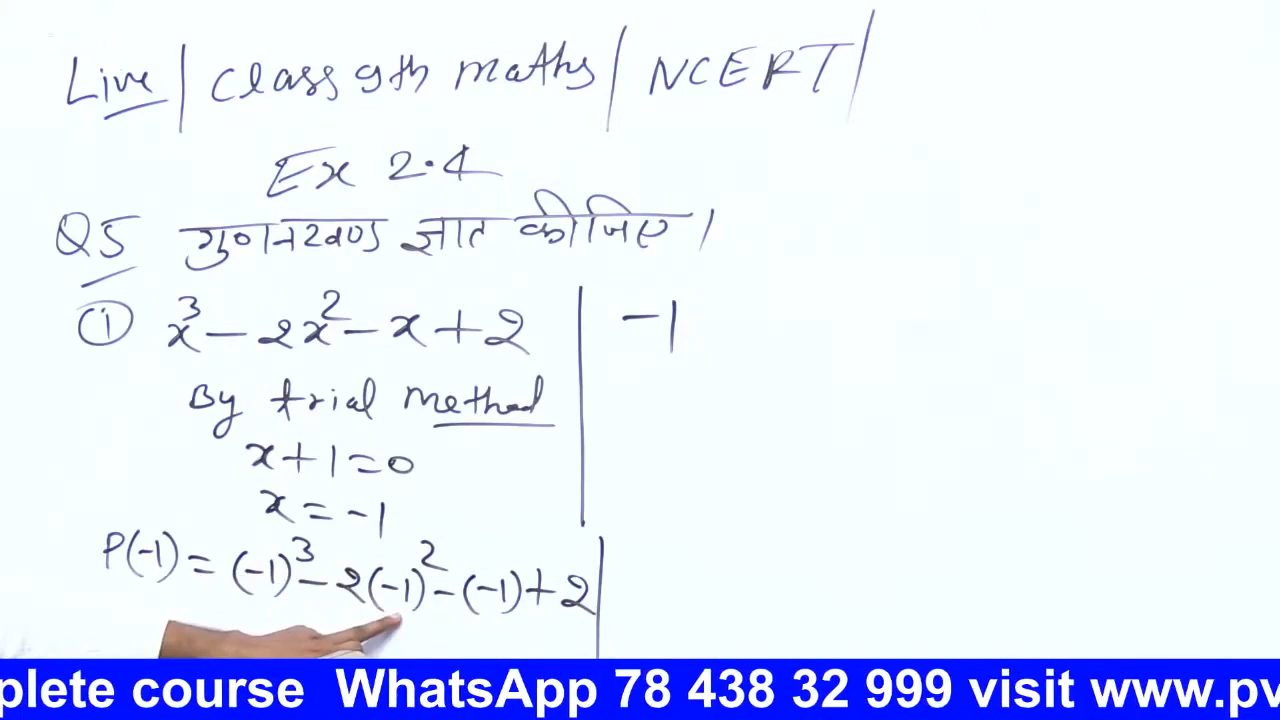 Live | Class 9th maths | NCERT |
Ex 2.4
Q5 गुणनखण्ड ज्ञात कीजिए।
① x³ - 2x² - x + 2 | -1
By trial method
x + 1 = 0
x = -1
P(-1) = (-1)³ - 2(-1)² - (-1) + 2
plete course WhatsApp 78 438 32 999 visit www.pv